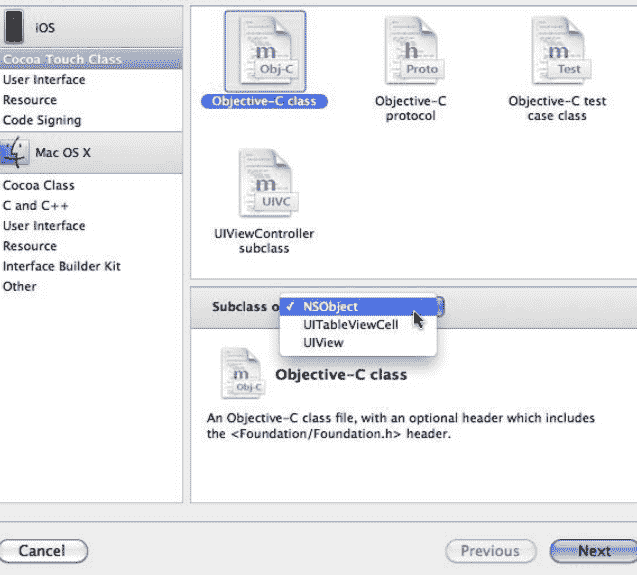 iOS
Cocoa Touch Class
User Interface
Resource
Code Signing
Mac OS X
Cocoa Class
C and C++
User Interface
Resource
Interface Builder Kit
Other
m
Obj-C
Objective-C class
h
Proto
Objective-C
protocol
m
Test
Objective-C test
case class
m
UIVC
UIViewController
subclass
Subclass o
✓ NSObject
UITableViewCell
UIView
m
Obj-C
Objective-C class
An Objective-C class file, with an optional header which includes
the <Foundation/Foundation.h> header.
Cancel
Previous
Next